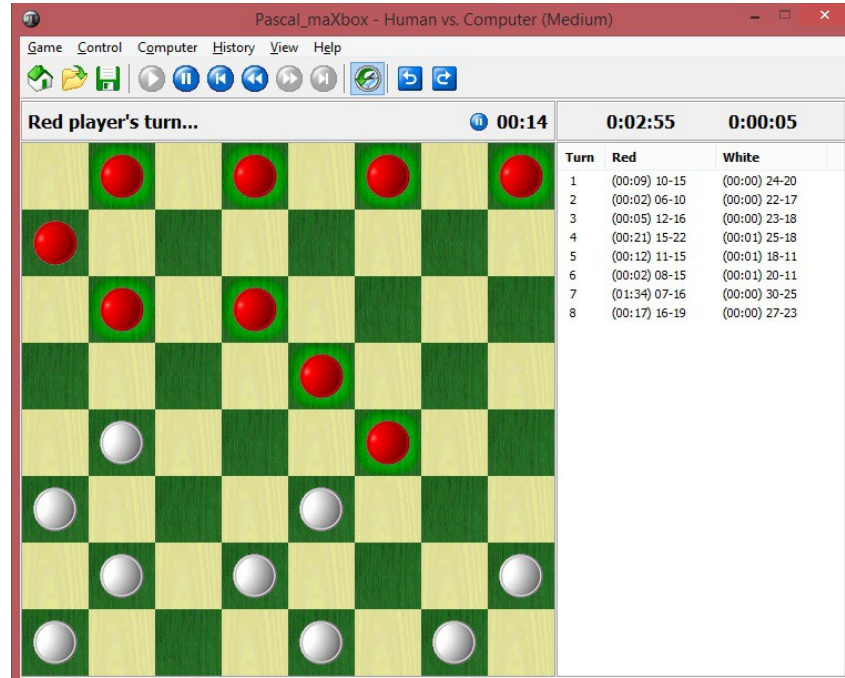 Pascal_maXbox - Human vs. Computer (Medium)
Game Control Computer History View Help
Red player's turn... 00:14 0:02:55 0:00:05
Turn Red White
1 (00:09) 10-15 (00:00) 24-20
2 (00:02) 06-10 (00:00) 22-17
3 (00:05) 12-16 (00:00) 23-18
4 (00:21) 15-22 (00:01) 25-18
5 (00:12) 11-15 (00:01) 18-11
6 (00:02) 08-15 (00:01) 20-11
7 (01:34) 07-16 (00:00) 30-25
8 (00:17) 16-19 (00:00) 27-23